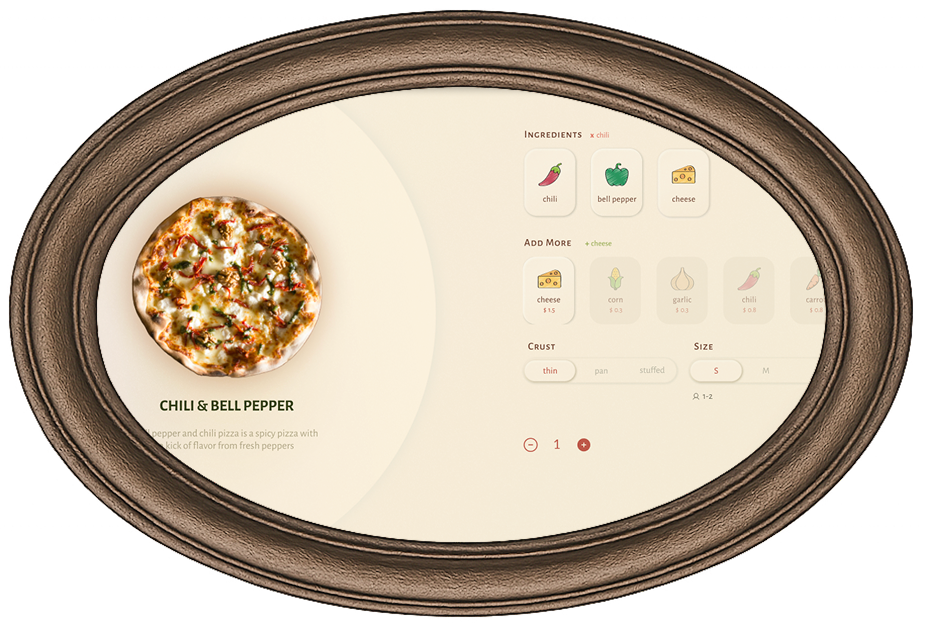 INGREDIENTS x chili
chili bell pepper cheese
ADD MORE + cheese
cheese corn garlic chili
$ 1.5 $ 0.3 $ 0.3 $ 0.8 $ 0.8
CRUST SIZE
thin pan stuffed S M
1-2
CHILI & BELL PEPPER
pepper and chili pizza is a spicy pizza with
kick of flavor from fresh peppers
1